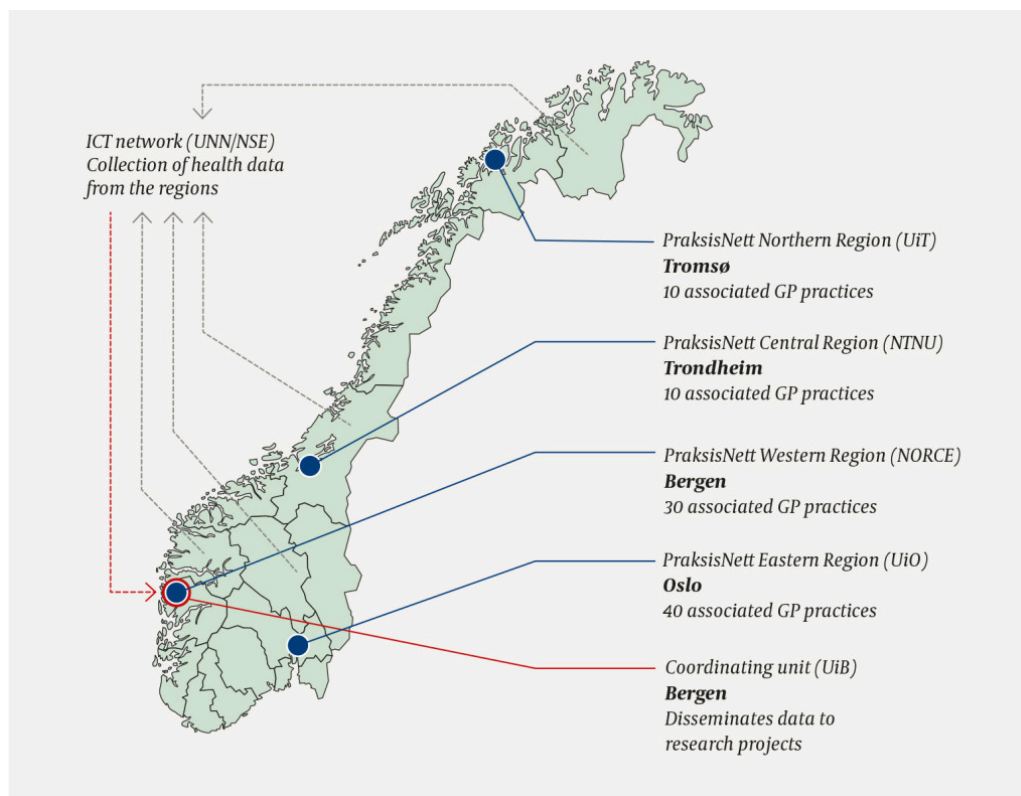 ICT network (UNN/NSE)
Collection of health data
from the regions
PraksisNett Northern Region (UiT)
Tromsø
10 associated GP practices
PraksisNett Central Region (NTNU)
Trondheim
10 associated GP practices
PraksisNett Western Region (NORCE)
Bergen
30 associated GP practices
PraksisNett Eastern Region (UiO)
Oslo
40 associated GP practices
Coordinating unit (UiB)
Bergen
Disseminates data to
research projects